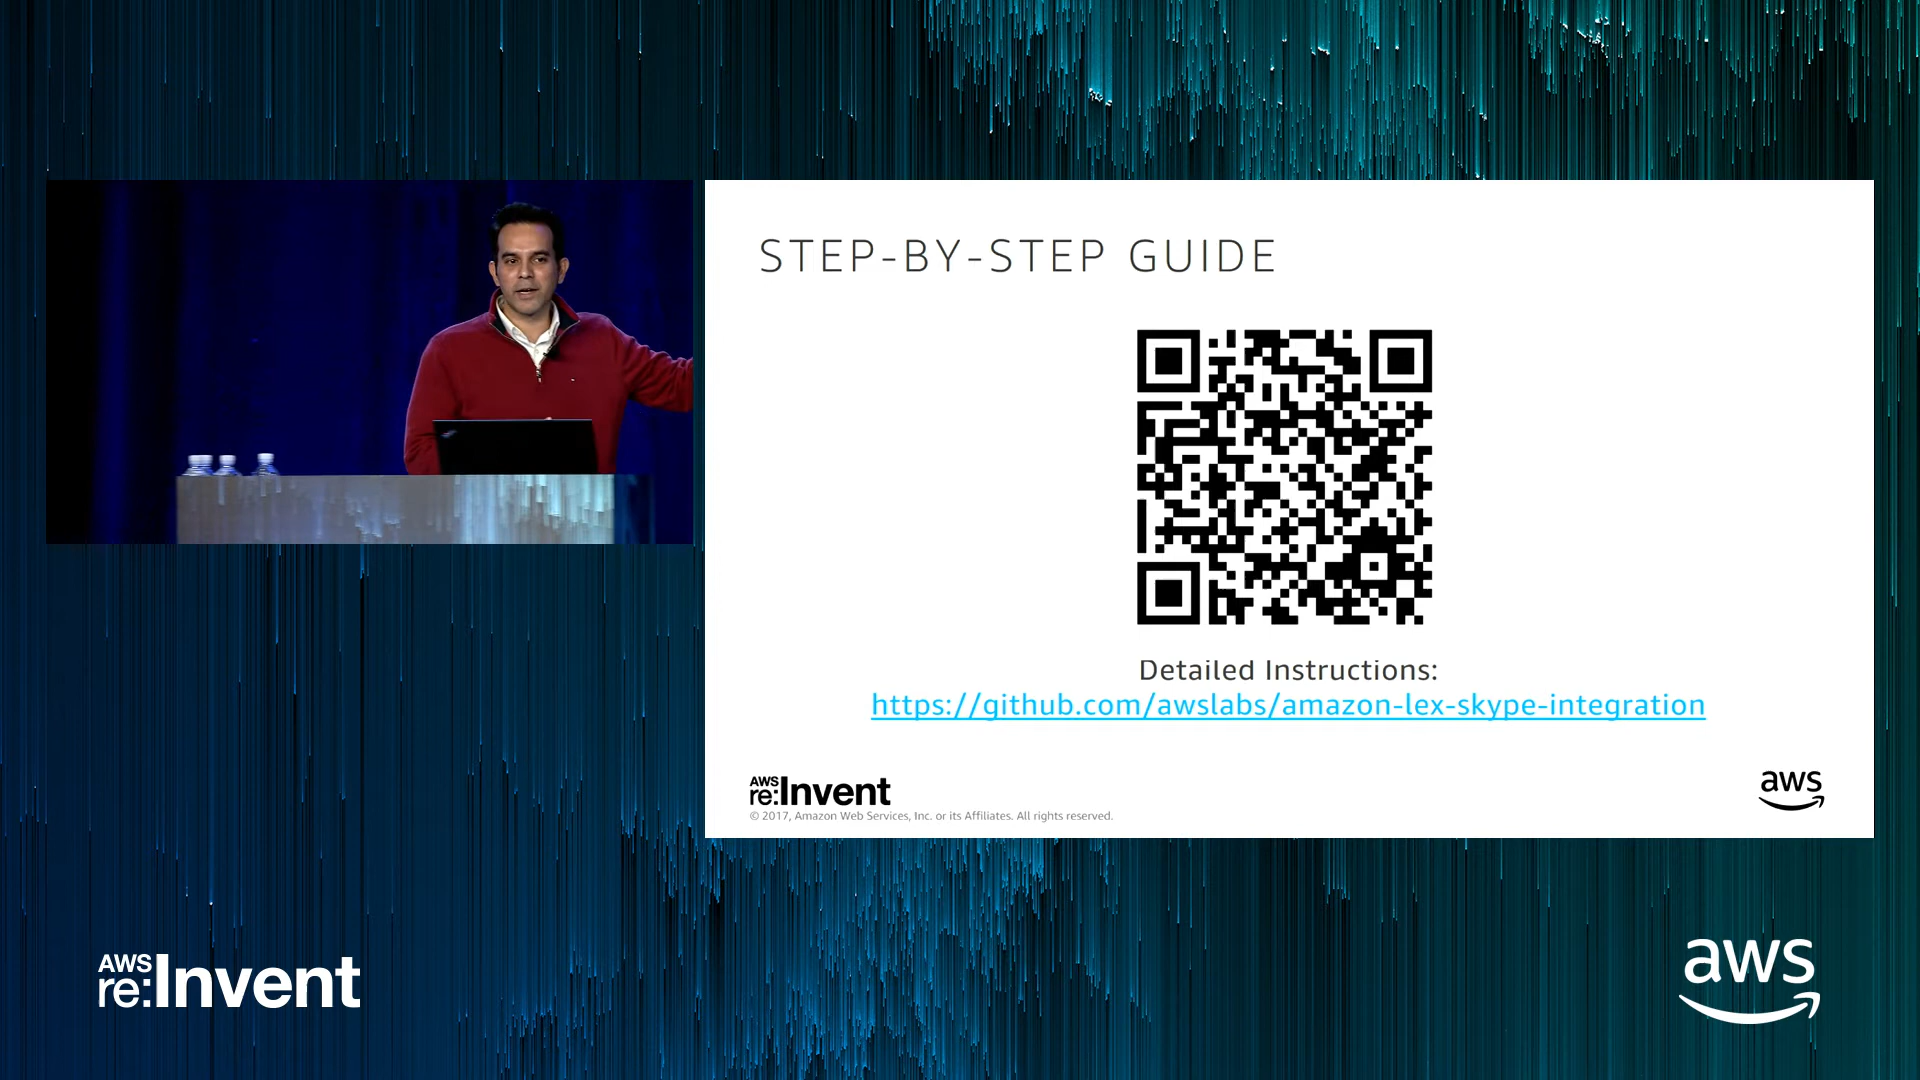 STEP-BY-STEP GUIDE
Detailed Instructions:
https://github.com/awslabs/amazon-lex-skype-integration
AWS
re:Invent
© 2017, Amazon Web Services, Inc. or its Affiliates. All rights reserved.
aws
AWS
re:Invent
aws